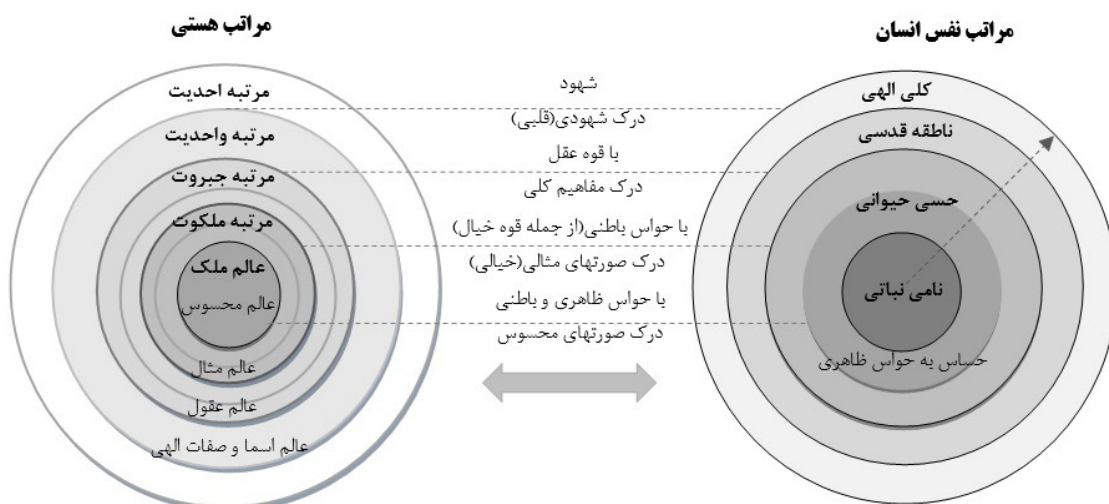 مراتب نفس انسان
مراتب هستی
کلی الهی
ناطقه قدسی
حسی حیوانی
نامی نباتی
حساس به حواس ظاهری
شهود
درک شهودی(قلبی)
با قوه عقل
درک مفاهیم کلی
با حواس باطنی(از جمله قوه خیال)
درک صورتهای مثالی(خیالی)
با حواس ظاهری و باطنی
درک صورتهای محسوس
مرتبه احدیت
مرتبه واحدیت
مرتبه جبروت
مرتبه ملکوت
عالم ملک
عالم محسوس
عالم مثال
عالم عقول
عالم اسما و صفات الهی